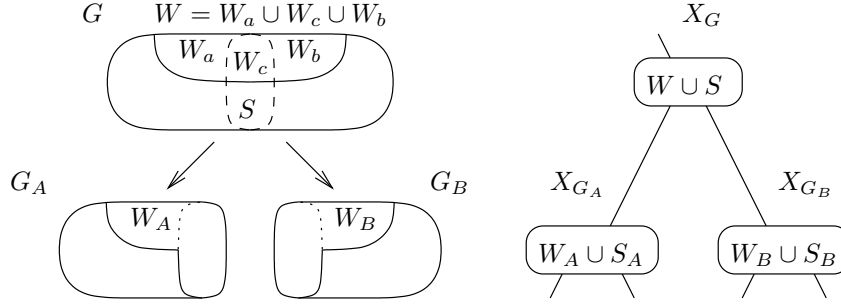 G W = W_a ∪ W_c ∪ W_b
W_a W_c W_b
S
G_A G_B
W_A W_B
X_G
W ∪ S
X_{G_A} X_{G_B}
W_A ∪ S_A W_B ∪ S_B